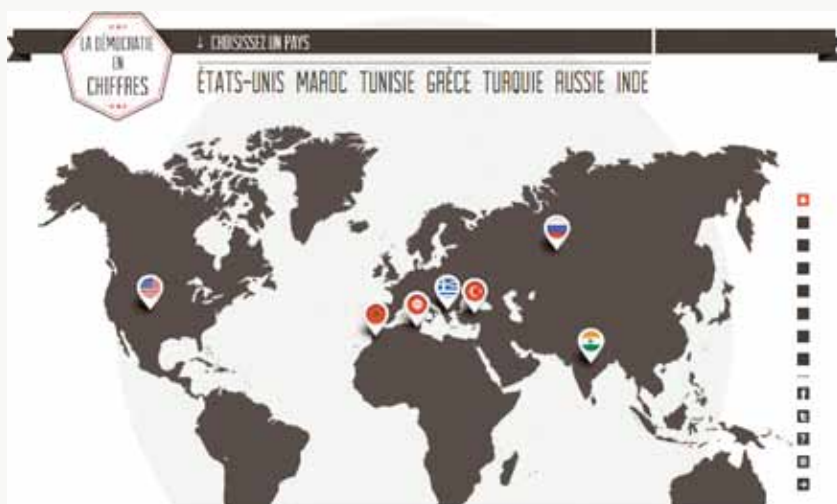 LA DÉMOCRATIE
EN
CHIFFRES
↓ CHOISISSEZ UN PAYS
ÉTATS-UNIS MAROC TUNISIE GRÈCE TURQUIE RUSSIE INDE